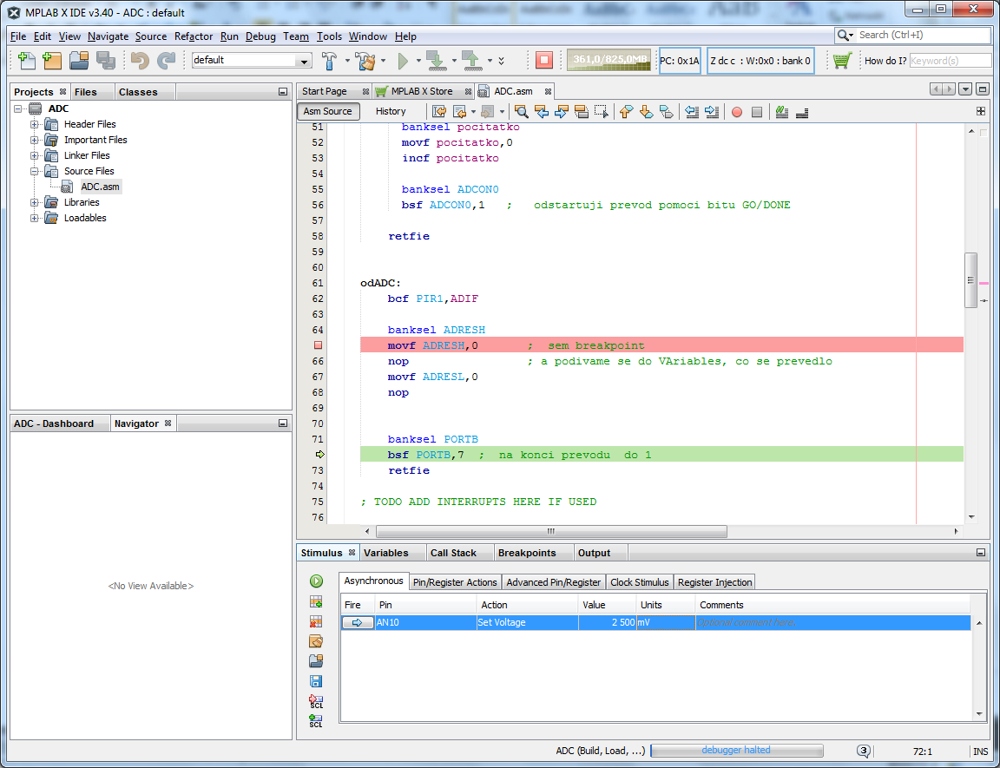 MPLAB X IDE v3.40 - ADC : default
File Edit View Navigate Source Refactor Run Debug Team Tools Window Help
Search (Ctrl+I)
default
361,0/825,0MB
PC: 0x1A
Z dc c : W:0x0 : bank 0
How do I?
Keyword(s)
Projects Files Classes
ADC
Header Files
Important Files
Linker Files
Source Files
ADC.asm
Libraries
Loadables
ADC - Dashboard Navigator
<No View Available>
Start Page MPLAB X Store ADC.asm
Asm Source History
51 banksel pocitatko
52 movf pocitatko,0
53 incf pocitatko
54
55 banksel ADCON0
56 bsf ADCON0,1 ; odstartuji prevod pomoci bitu GO/DONE
57
58 retfie
59
60
61 odADC:
62 bcf PIR1,ADIF
63
64 banksel ADRESH
movf ADRESH,0 ; sem breakpoint
66 nop ; a podivame se do VAriables, co se prevedlo
67 movf ADRESL,0
68 nop
69
70
71 banksel PORTB
bsf PORTB,7 ; na konci prevodu do 1
73 retfie
74
75 ; TODO ADD INTERRUPTS HERE IF USED
76
Stimulus Variables Call Stack Breakpoints Output
Asynchronous Pin/Register Actions Advanced Pin/Register Clock Stimulus Register Injection
Fire Pin Action Value Units Comments
AN10 Set Voltage 2 500 mV Optional comment here
SCL
SCL
ADC (Build, Load, ...) debugger halted 3 72:1 INS